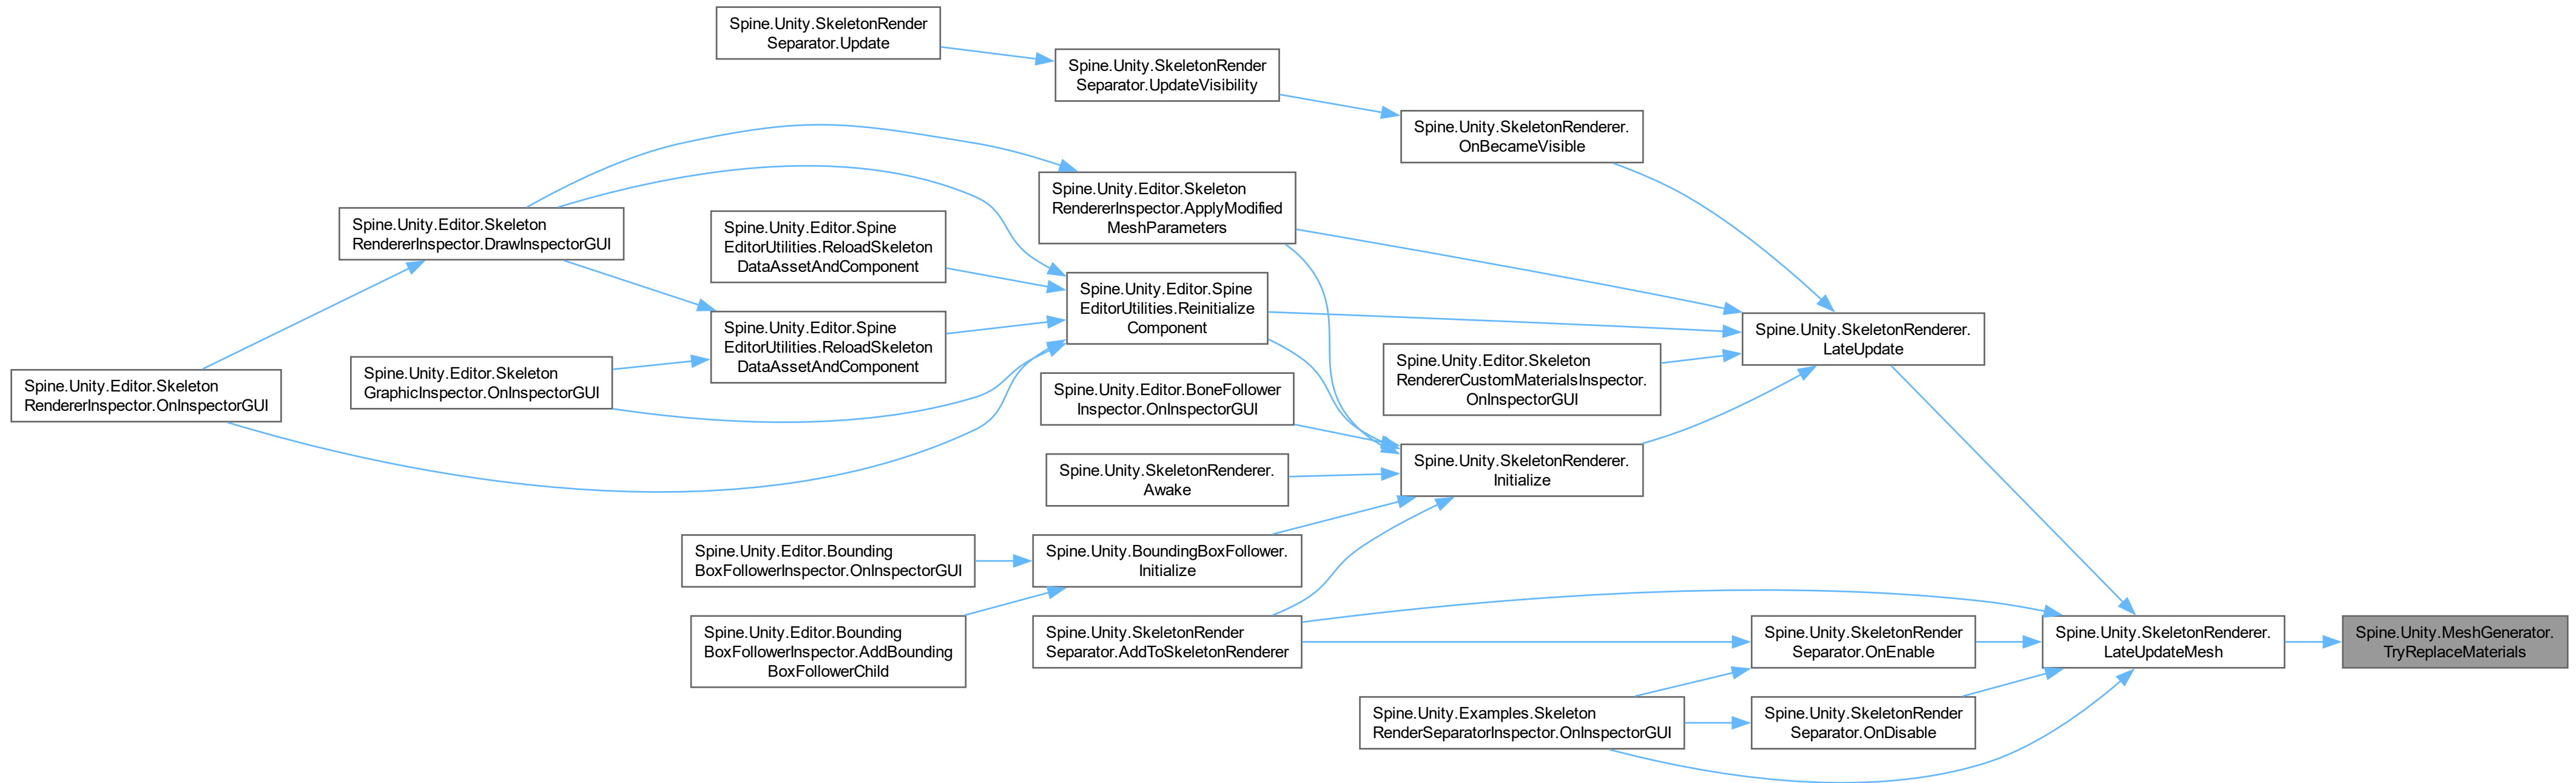 Spine.Unity.SkeletonRender
Separator.Update
Spine.Unity.SkeletonRender
Separator.UpdateVisibility
Spine.Unity.SkeletonRenderer.
OnBecameVisible
Spine.Unity.Editor.Skeleton
RendererInspector.ApplyModified
MeshParameters
Spine.Unity.Editor.Skeleton
RendererInspector.DrawInspectorGUI
Spine.Unity.Editor.Spine
EditorUtilities.ReloadSkeleton
DataAssetAndComponent
Spine.Unity.Editor.Spine
EditorUtilities.Reinitialize
Component
Spine.Unity.Editor.Spine
EditorUtilities.ReloadSkeleton
DataAssetAndComponent
Spine.Unity.SkeletonRenderer.
LateUpdate
Spine.Unity.Editor.Skeleton
RendererCustomMaterialsInspector.
OnInspectorGUI
Spine.Unity.Editor.Skeleton
GraphicInspector.OnInspectorGUI
Spine.Unity.Editor.Skeleton
RendererInspector.OnInspectorGUI
Spine.Unity.Editor.BoneFollower
Inspector.OnInspectorGUI
Spine.Unity.SkeletonRenderer.
Initialize
Spine.Unity.SkeletonRenderer.
Awake
Spine.Unity.Editor.Bounding
BoxFollowerInspector.OnInspectorGUI
Spine.Unity.BoundingBoxFollower.
Initialize
Spine.Unity.Editor.Bounding
BoxFollowerInspector.AddBounding
BoxFollowerChild
Spine.Unity.SkeletonRender
Separator.AddToSkeletonRenderer
Spine.Unity.SkeletonRender
Separator.OnEnable
Spine.Unity.SkeletonRenderer.
LateUpdateMesh
Spine.Unity.MeshGenerator.
TryReplaceMaterials
Spine.Unity.Examples.Skeleton
RenderSeparatorInspector.OnInspectorGUI
Spine.Unity.SkeletonRender
Separator.OnDisable